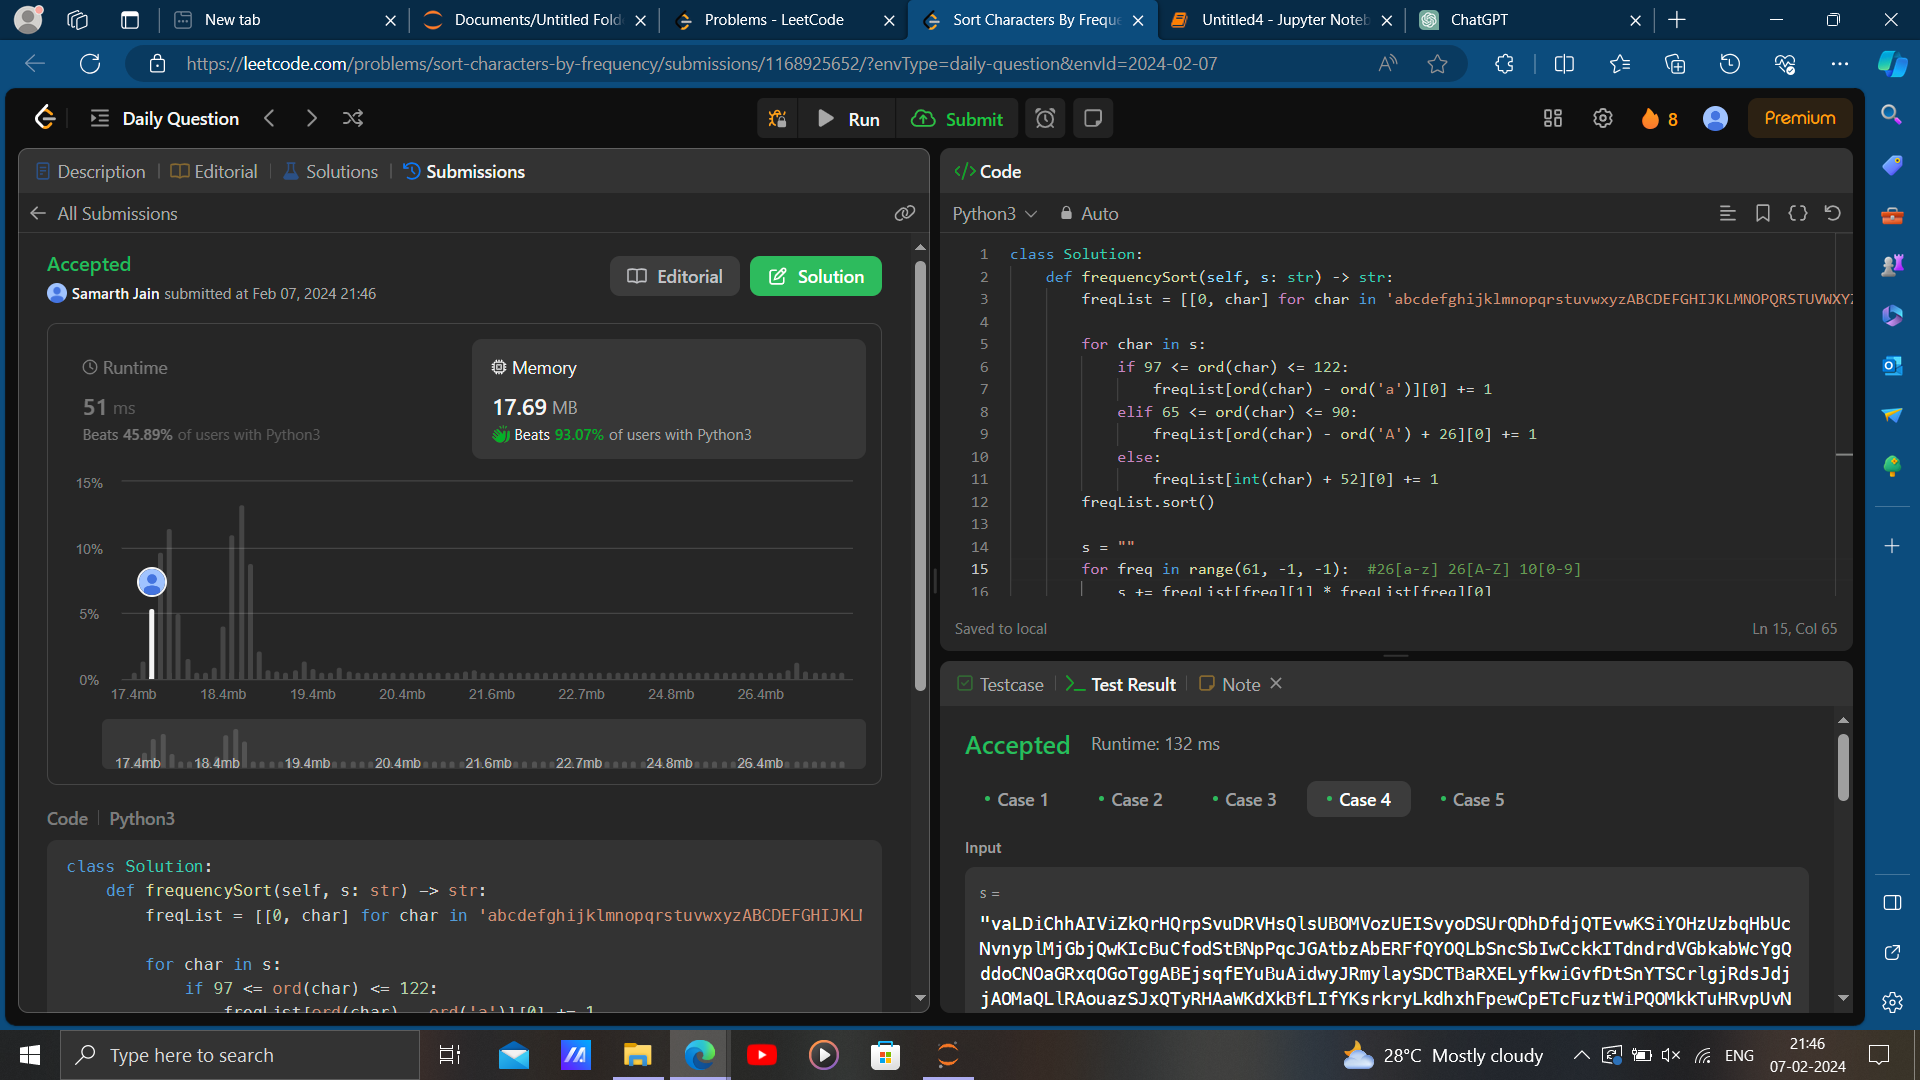 New tab
Documents/Untitled Fold
Problems - LeetCode
Sort Characters By Freque
Untitled4 - Jupyter Noteb
ChatGPT
https://leetcode.com/problems/sort-characters-by-frequency/submissions/1168925652/?envType=daily-question&envId=2024-02-07
Daily Question
Run
Submit
8
Premium
Description
Editorial
Solutions
Submissions
All Submissions
Accepted
Samarth Jain submitted at Feb 07, 2024 21:46
Editorial
Solution
Runtime
51 ms
Beats 45.89% of users with Python3
Memory
17.69 MB
Beats 93.07% of users with Python3
15%
10%
5%
0%
17.4mb 18.4mb 19.4mb 20.4mb 21.6mb 22.7mb 24.8mb 26.4mb
17.4mb 18.4mb 19.4mb 20.4mb 21.6mb 22.7mb 24.8mb 26.4mb
Code Python3
class Solution:
def frequencySort(self, s: str) -> str:
freqList = [[0, char] for char in 'abcdefghijklmnopqrstuvwxyzABCDEFGHIJKL
for char in s:
if 97 <= ord(char) <= 122:
freqList[ord(char) - ord('a')][0] += 1
Code
Python3
Auto
1 class Solution:
2 def frequencySort(self, s: str) -> str:
3 freqList = [[0, char] for char in 'abcdefghijklmnopqrstuvwxyzABCDEFGHIJKLMNOPQRSTUVWXYZ
4
5 for char in s:
6 if 97 <= ord(char) <= 122:
7 freqList[ord(char) - ord('a')][0] += 1
8 elif 65 <= ord(char) <= 90:
9 freqList[ord(char) - ord('A') + 26][0] += 1
10 else:
11 freqList[int(char) + 52][0] += 1
12 freqList.sort()
13
14 s = ""
15 for freq in range(61, -1, -1): #26[a-z] 26[A-Z] 10[0-9]
16 s += freqList[freq][1] * freqList[freq][0]
Saved to local
Ln 15, Col 65
Testcase
Test Result
Note
Accepted
Runtime: 132 ms
Case 1
Case 2
Case 3
Case 4
Case 5
Input
s =
"vaLDiChhAIViZkQrHQrpSvuDRVHsQlsUBOMVozUEISvyoDSUrQDhDfdjQTEvwKSiYOHzUzbqHbUc
NvnyplMjGbjQwKIcBuCfodStBNpPqcJGAtbzAbERFfQYOQLbSncSbIwCckkITdndrdVGbkabWcYgQ
ddoCNOaGRxqOGoTggABEjsqfEYuBuAidwyJRmylaySDCTBaRXELyfkwiGvfDtSnYTSCrlgjRdsJdj
jAOMaQLlRAouazSJxQTyRHAaWKdXkBfLIfYKsrkryLkdhxhFpewCpETcFuztWiPQOMkkTuHRvpUvN
Type here to search
28°C Mostly cloudy
ENG
21:46
07-02-2024